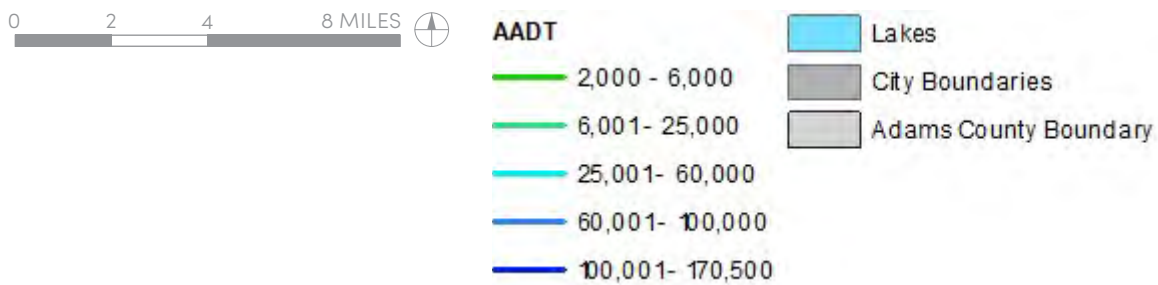 0 2 4 8 MILES
AADT
2,000 - 6,000
6,001- 25,000
25,001- 60,000
60,001- 100,000
100,001- 170,500
Lakes
City Boundaries
Adams County Boundary